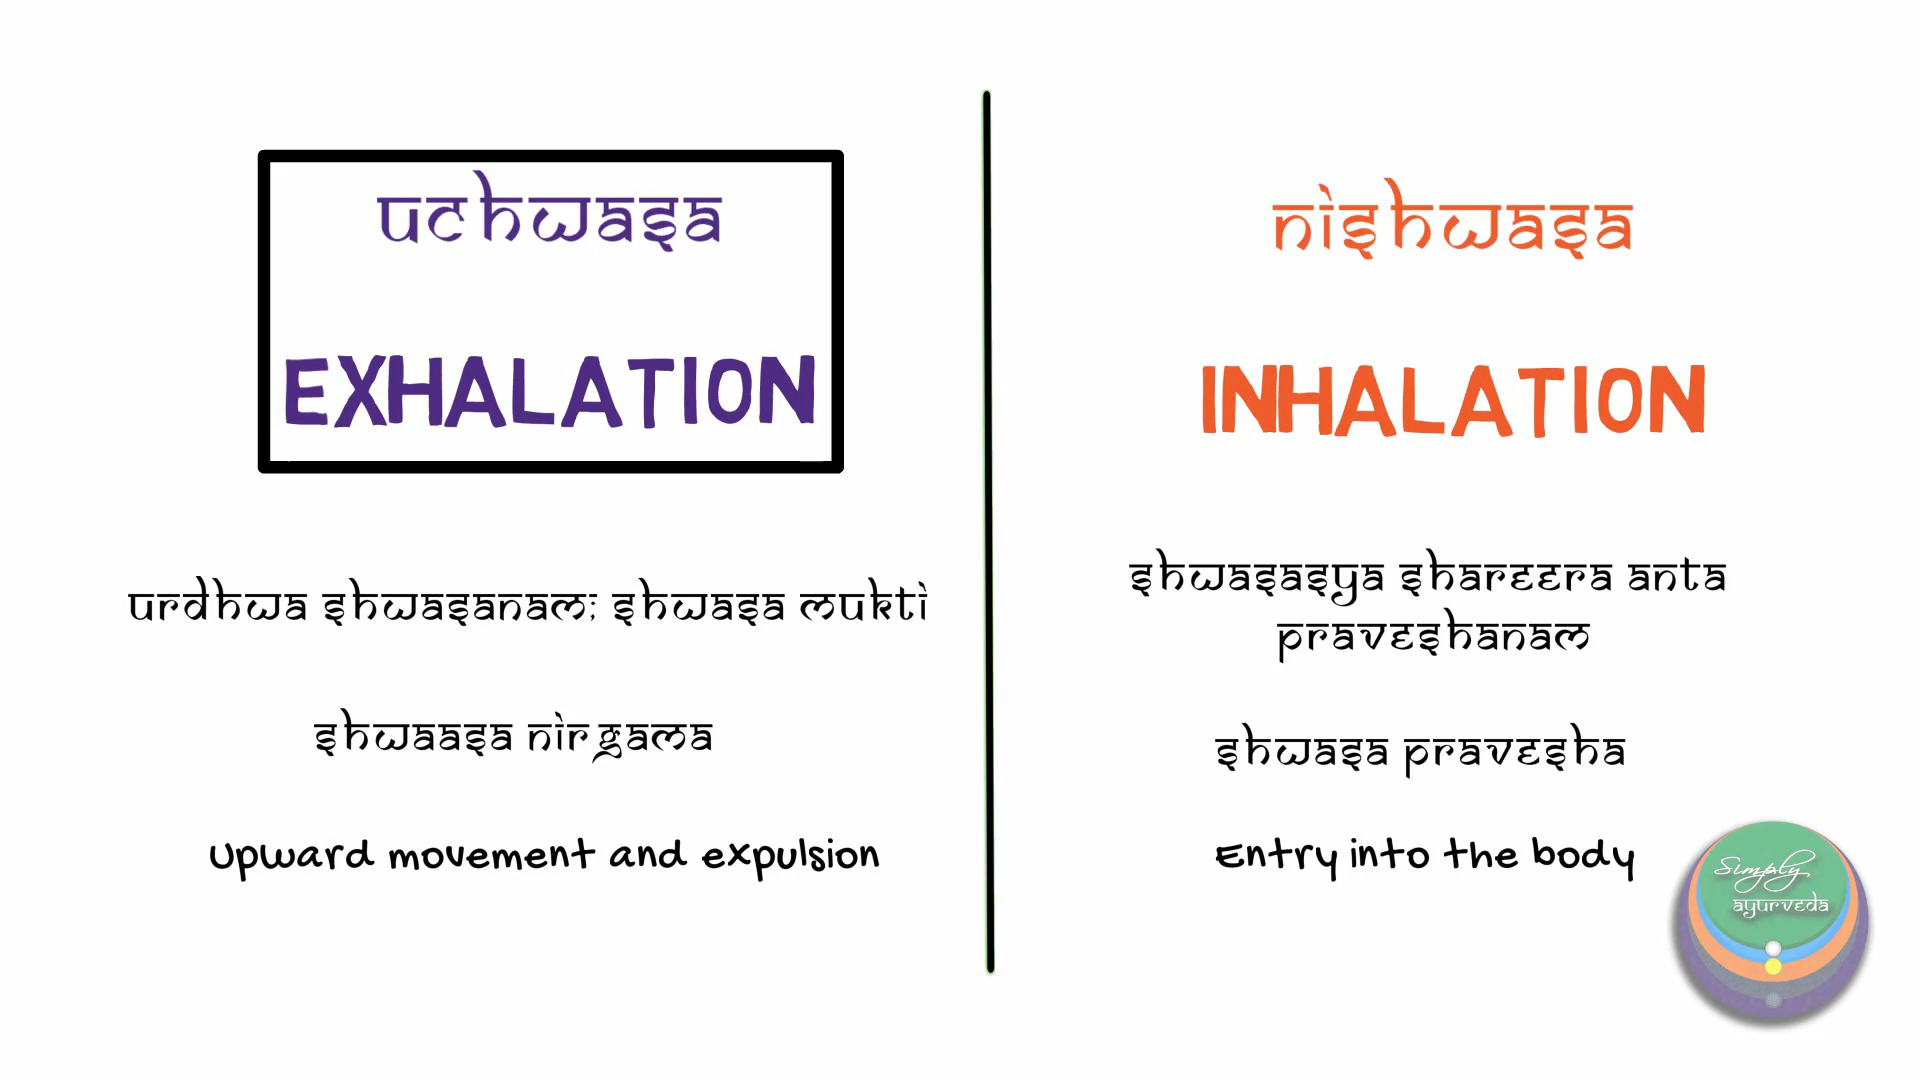 uchwasa
EXHALATION
urdhwa shwasanam; shwasa mukti
shwaasa nirgama
Upward movement and expulsion
nishwasa
INHALATION
shwasasya shareera anta
praveshanam
shwasa pravesha
Entry into the body
Simply
ayurveda